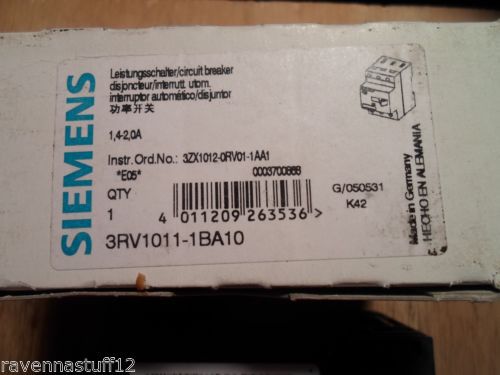 SIEMENS
Leistungsschalter/circuit breaker
disjoncteur/interrutt. utom.
interruptor automático/disjuntor
功率开关
1,4-2,0A
Instr.Ord.No.: 3ZX1012-0RV01-1AA1
*E05*
0003700868
QTY
1
4 011209 263536 >
G/050531
K42
3RV1011-1BA10
Made in Germany
HECHO EN ALEMANIA
ravennastuff12